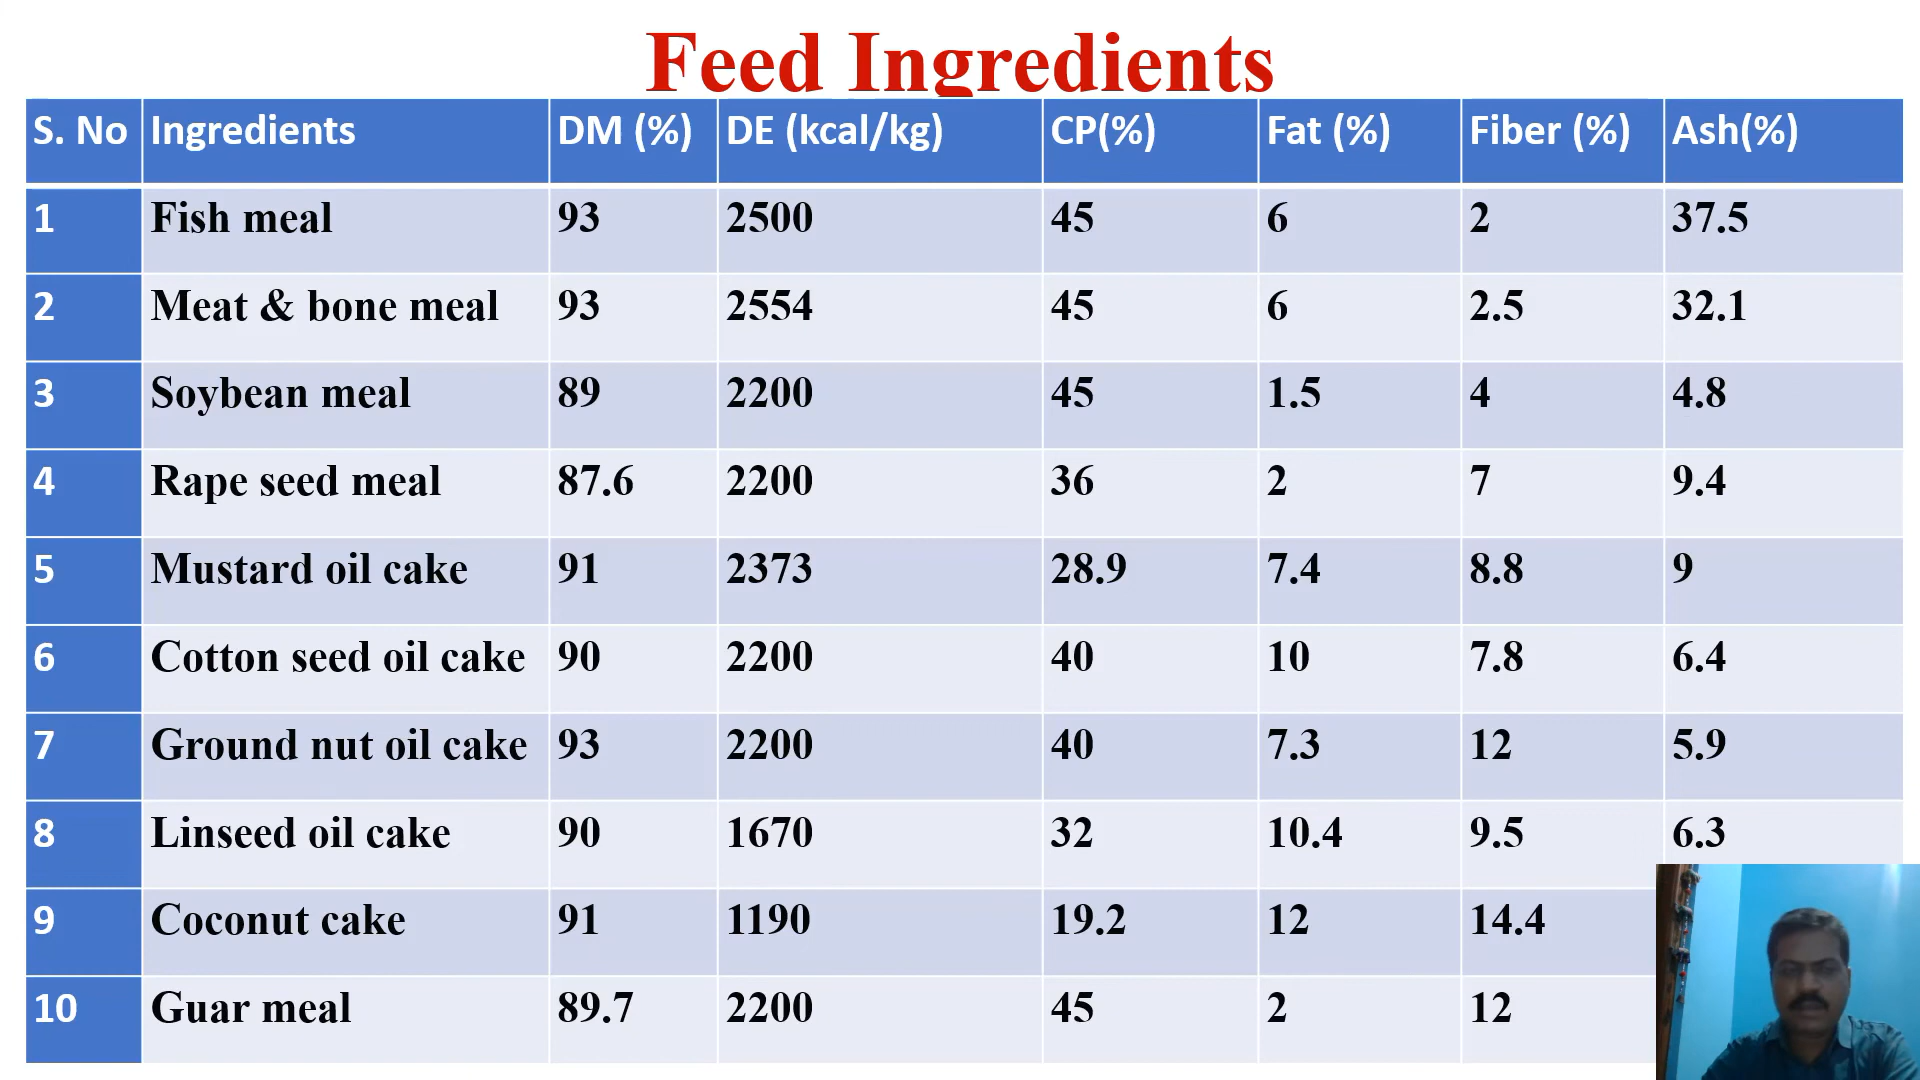 Feed Ingredients
S. No Ingredients DM (%) DE (kcal/kg) CP(%) Fat (%) Fiber (%) Ash(%)
1 Fish meal 93 2500 45 6 2 37.5
2 Meat & bone meal 93 2554 45 6 2.5 32.1
3 Soybean meal 89 2200 45 1.5 4 4.8
4 Rape seed meal 87.6 2200 36 2 7 9.4
5 Mustard oil cake 91 2373 28.9 7.4 8.8 9
6 Cotton seed oil cake 90 2200 40 10 7.8 6.4
7 Ground nut oil cake 93 2200 40 7.3 12 5.9
8 Linseed oil cake 90 1670 32 10.4 9.5 6.3
9 Coconut cake 91 1190 19.2 12 14.4
10 Guar meal 89.7 2200 45 2 12